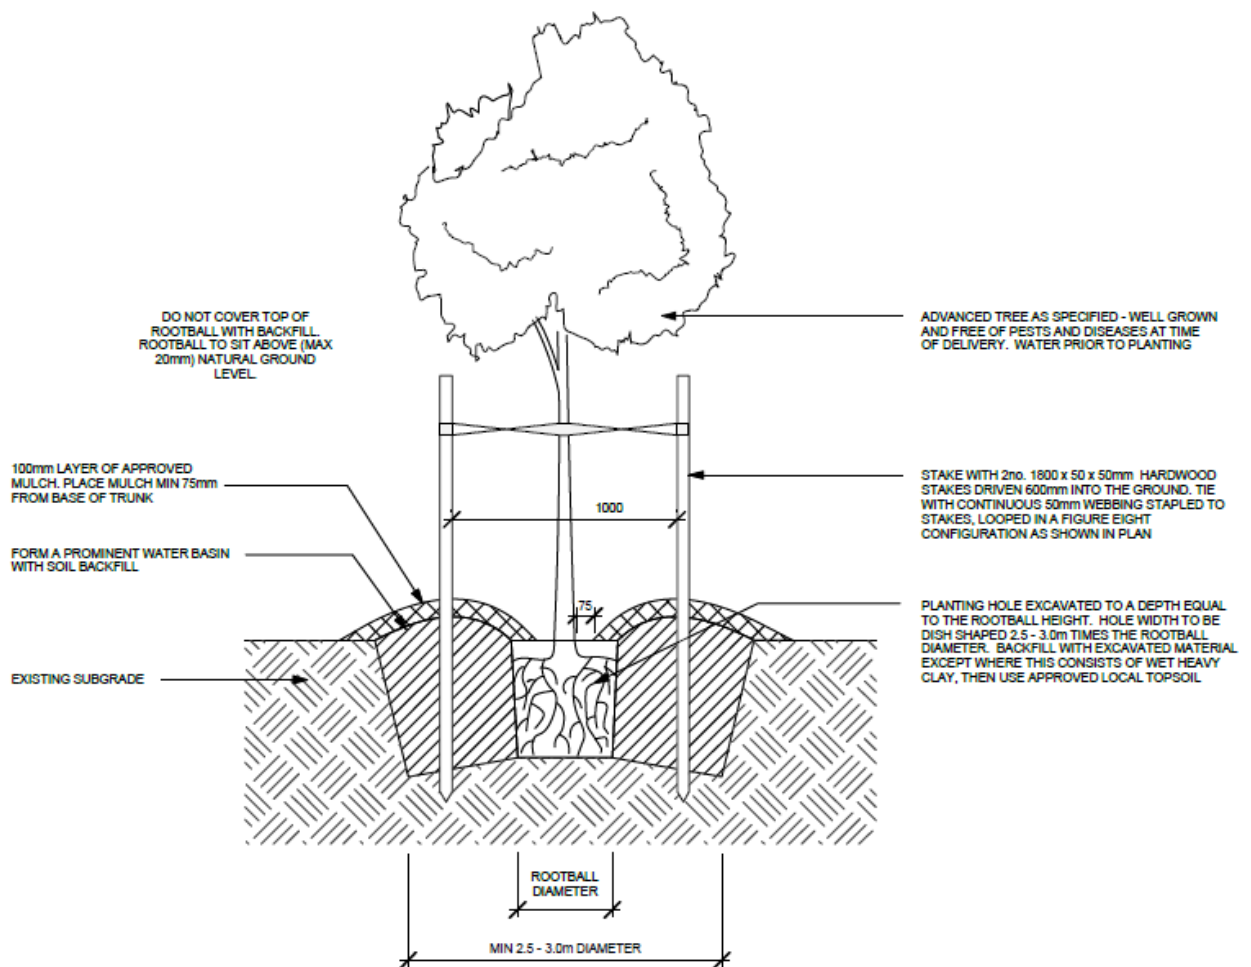 DO NOT COVER TOP OF
ROOTBALL WITH BACKFILL.
ROOTBALL TO SIT ABOVE (MAX
20mm) NATURAL GROUND
LEVEL.
100mm LAYER OF APPROVED
MULCH. PLACE MULCH MIN 75mm
FROM BASE OF TRUNK
FORM A PROMINENT WATER BASIN
WITH SOIL BACKFILL
EXISTING SUBGRADE
ADVANCED TREE AS SPECIFIED - WELL GROWN
AND FREE OF PESTS AND DISEASES AT TIME
OF DELIVERY. WATER PRIOR TO PLANTING
STAKE WITH 2no. 1800 x 50 x 50mm HARDWOOD
STAKES DRIVEN 600mm INTO THE GROUND. TIE
WITH CONTINUOUS 50mm WEBBING STAPLED TO
STAKES, LOOPED IN A FIGURE EIGHT
CONFIGURATION AS SHOWN IN PLAN
PLANTING HOLE EXCAVATED TO A DEPTH EQUAL
TO THE ROOTBALL HEIGHT. HOLE WIDTH TO BE
DISH SHAPED 2.5 - 3.0m TIMES THE ROOTBALL
DIAMETER. BACKFILL WITH EXCAVATED MATERIAL
EXCEPT WHERE THIS CONSISTS OF WET HEAVY
CLAY, THEN USE APPROVED LOCAL TOPSOIL
1000
75
ROOTBALL
DIAMETER
MIN 2.5 - 3.0m DIAMETER